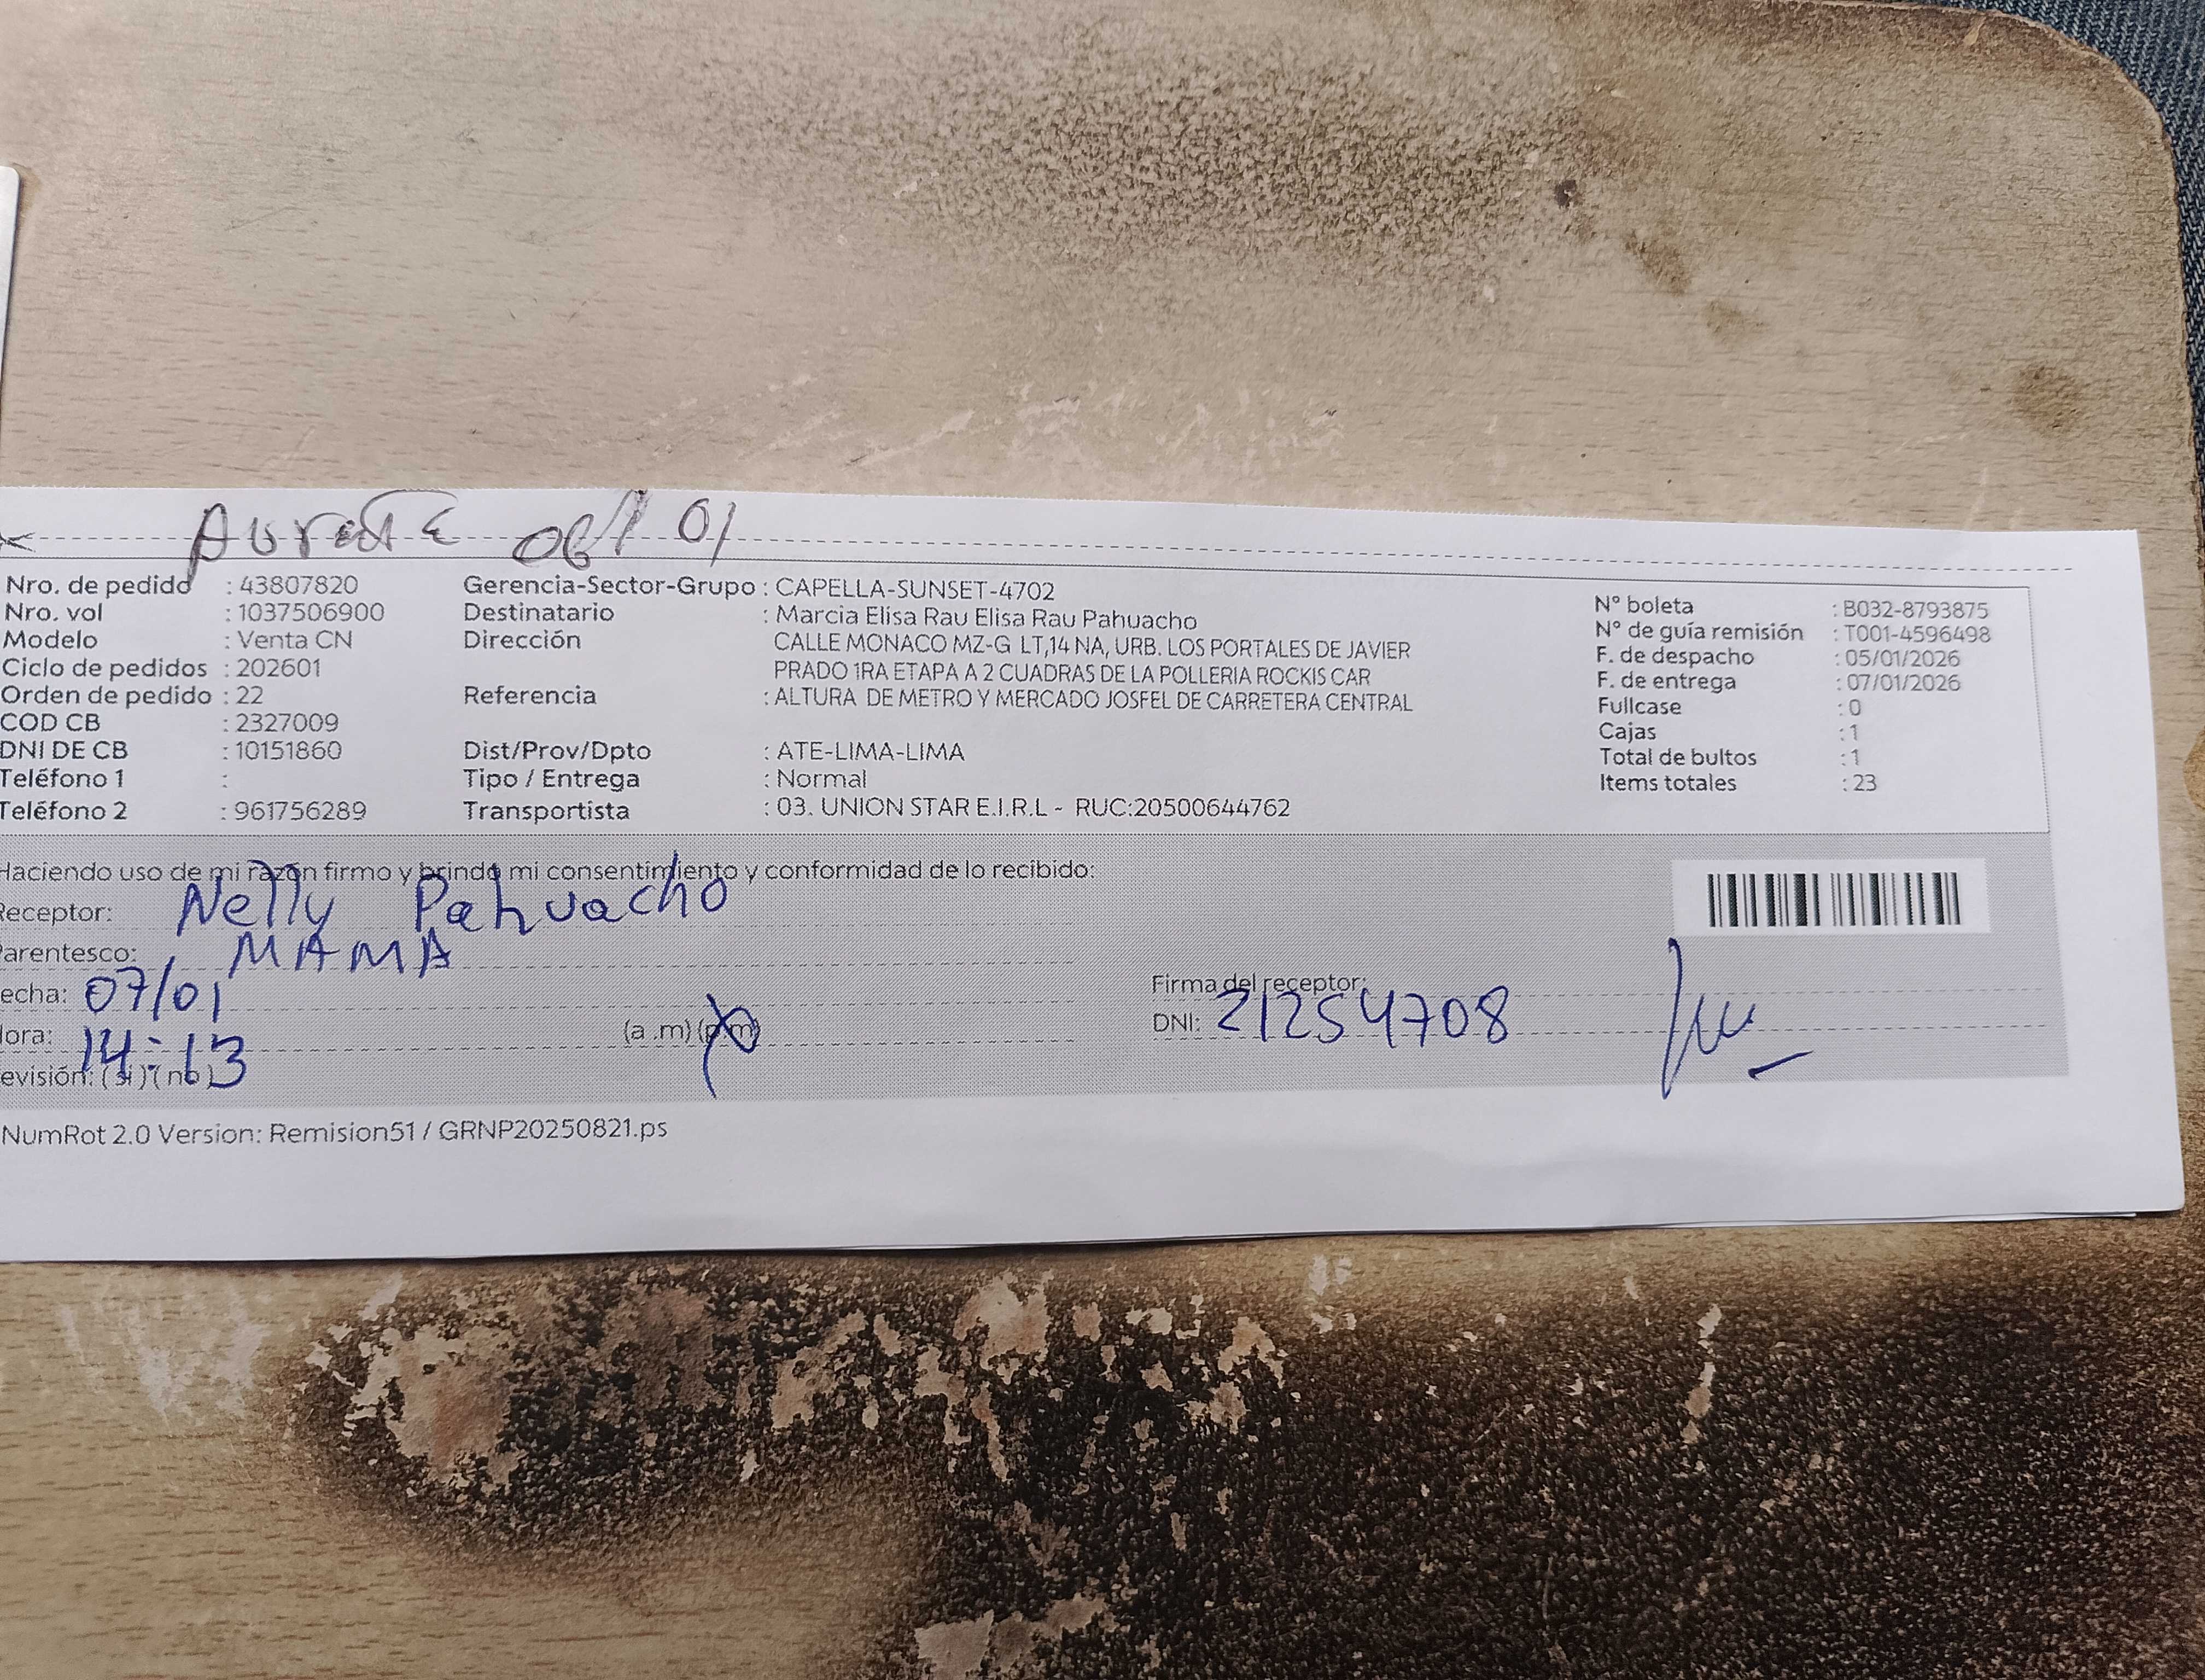 Ausente 06/01
Nro. de pedido : 43807820
Nro. vol : 1037506900
Modelo : Venta CN
Ciclo de pedidos : 202601
Orden de pedido : 22
COD CB : 2327009
DNI DE CB : 10151860
Teléfono 1 :
Teléfono 2 : 961756289
Gerencia-Sector-Grupo : CAPELLA-SUNSET-4702
Destinatario : Marcia Elisa Rau Elisa Rau Pahuacho
Dirección CALLE MONACO MZ-G LT,14 NA, URB. LOS PORTALES DE JAVIER
PRADO 1RA ETAPA A 2 CUADRAS DE LA POLLERIA ROCKIS CAR
Referencia : ALTURA DE METRO Y MERCADO JOSFEL DE CARRETERA CENTRAL
Dist/Prov/Dpto : ATE-LIMA-LIMA
Tipo / Entrega : Normal
Transportista : 03. UNION STAR E.I.R.L - RUC:20500644762
N° boleta : B032-8793875
N° de guía remisión : T001-4596498
F. de despacho : 05/01/2026
F. de entrega : 07/01/2026
Fullcase : 0
Cajas : 1
Total de bultos : 1
Items totales : 23
Haciendo uso de mi razón firmo y brindo mi consentimiento y conformidad de lo recibido:
Receptor: Nelly Pahuacho
Parentesco: MAMA
echa: 07/01
Hora: 14:13 (a .m) (p.m)
evisión: ( si ) ( no )
Firma del receptor:
DNI: 21254708
NumRot 2.0 Version: Remision51 / GRNP20250821.ps